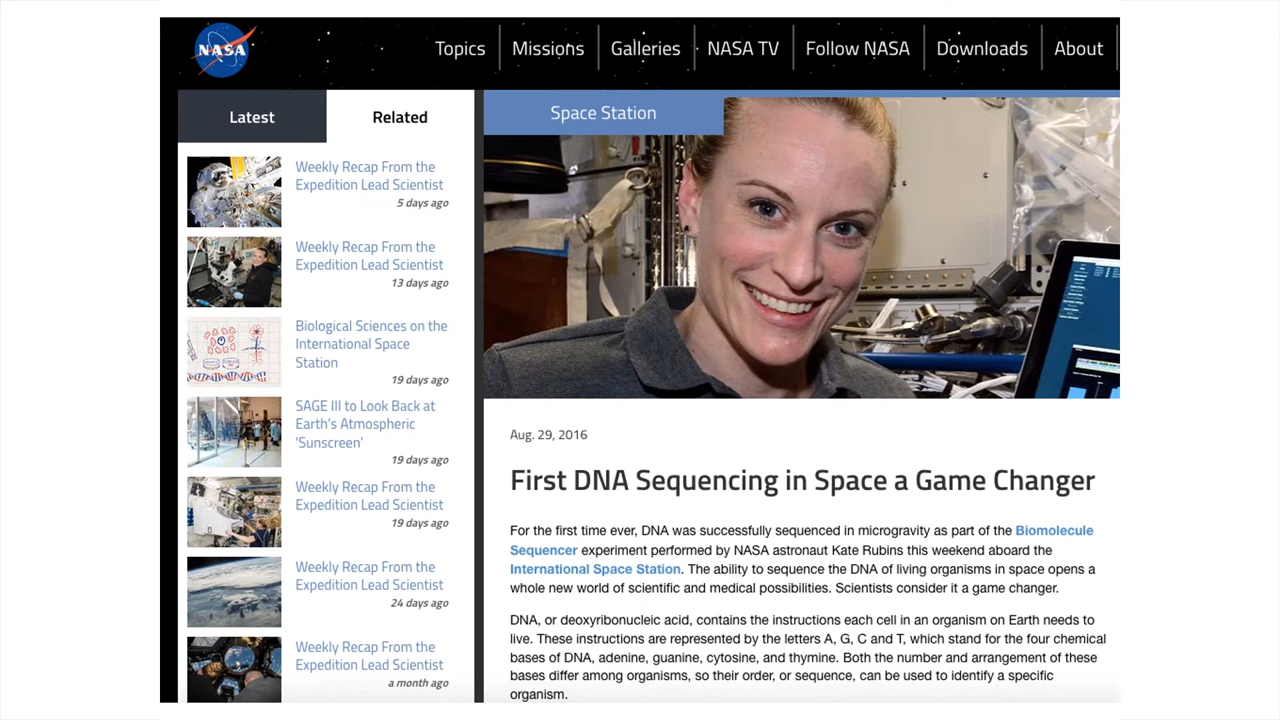 NASA
Topics
Missions
Galleries
NASA TV
Follow NASA
Downloads
About
Latest
Related
Weekly Recap From the
Expedition Lead Scientist
5 days ago
Weekly Recap From the
Expedition Lead Scientist
13 days ago
Biological Sciences on the
International Space
Station
19 days ago
SAGE III to Look Back at
Earth's Atmospheric
'Sunscreen'
19 days ago
Weekly Recap From the
Expedition Lead Scientist
19 days ago
Weekly Recap From the
Expedition Lead Scientist
24 days ago
Weekly Recap From the
Expedition Lead Scientist
a month ago
Space Station
Aug. 29, 2016
First DNA Sequencing in Space a Game Changer
For the first time ever, DNA was successfully sequenced in microgravity as part of the Biomolecule
Sequencer experiment performed by NASA astronaut Kate Rubins this weekend aboard the
International Space Station. The ability to sequence the DNA of living organisms in space opens a
whole new world of scientific and medical possibilities. Scientists consider it a game changer.
DNA, or deoxyribonucleic acid, contains the instructions each cell in an organism on Earth needs to
live. These instructions are represented by the letters A, G, C and T, which stand for the four chemical
bases of DNA, adenine, guanine, cytosine, and thymine. Both the number and arrangement of these
bases differ among organisms, so their order, or sequence, can be used to identify a specific
organism.